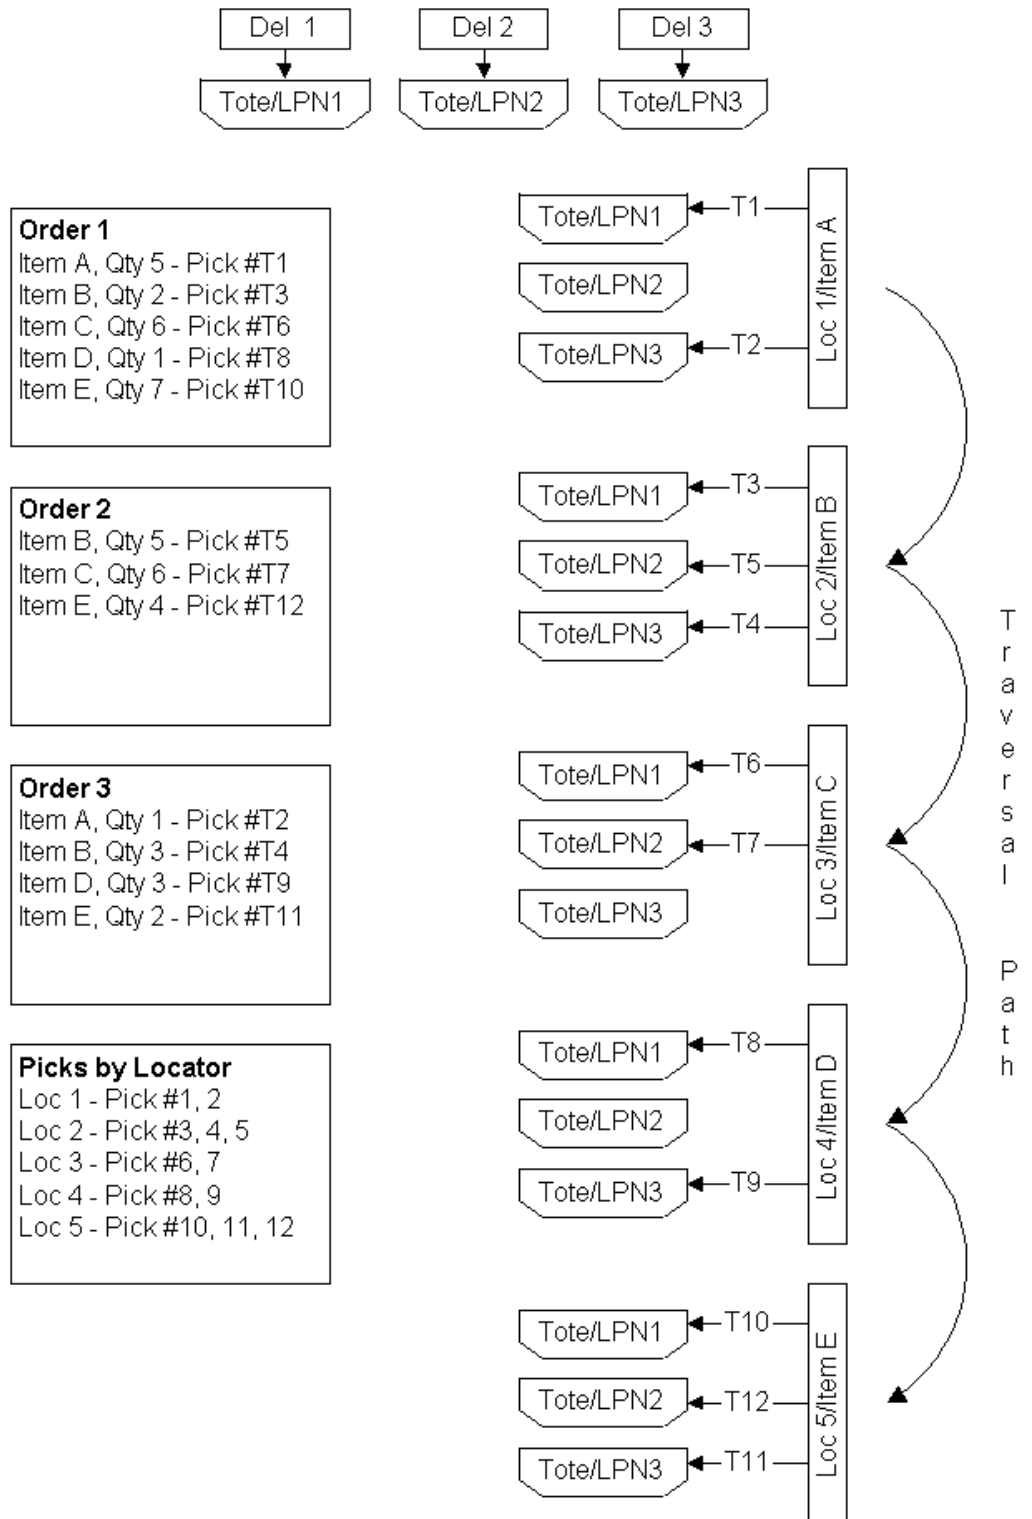 Del 1
Del 2
Del 3
Tote/LPN1
Tote/LPN2
Tote/LPN3
Order 1
Item A, Qty 5 - Pick #T1
Item B, Qty 2 - Pick #T3
Item C, Qty 6 - Pick #T6
Item D, Qty 1 - Pick #T8
Item E, Qty 7 - Pick #T10
Tote/LPN1
T1
Tote/LPN2
Tote/LPN3
T2
Loc 1/Item A
Order 2
Item B, Qty 5 - Pick #T5
Item C, Qty 6 - Pick #T7
Item E, Qty 4 - Pick #T12
Tote/LPN1
T3
Tote/LPN2
T5
Tote/LPN3
T4
Loc 2/Item B
Order 3
Item A, Qty 1 - Pick #T2
Item B, Qty 3 - Pick #T4
Item D, Qty 3 - Pick #T9
Item E, Qty 2 - Pick #T11
Tote/LPN1
T6
Tote/LPN2
T7
Tote/LPN3
Loc 3/Item C
Picks by Locator
Loc 1 - Pick #1, 2
Loc 2 - Pick #3, 4, 5
Loc 3 - Pick #6, 7
Loc 4 - Pick #8, 9
Loc 5 - Pick #10, 11, 12
Tote/LPN1
T8
Tote/LPN2
Tote/LPN3
T9
Loc 4/Item D
Tote/LPN1
T10
Tote/LPN2
T12
Tote/LPN3
T11
Loc 5/Item E
Traversal Path